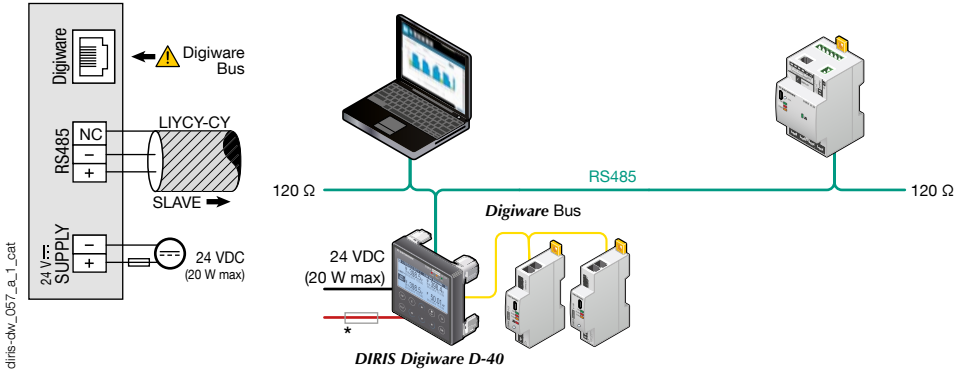 Digiware
Digiware
Bus
RS485
NC
–
+
LIYCY-CY
SLAVE
24 V
SUPPLY
–
+
24 VDC
(20 W max)
diris-dw_057_a_1_cat
RS485
120 Ω
120 Ω
Digiware Bus
24 VDC
(20 W max)
*
DIRIS Digiware D-40